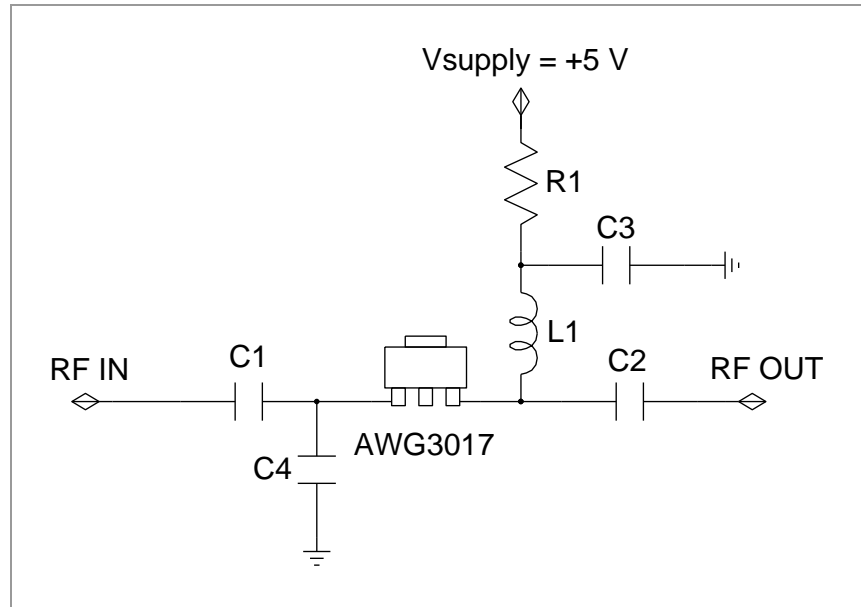 Vsupply = +5 V
R1
C3
L1
RF IN
C1
C2
RF OUT
AWG3017
C4